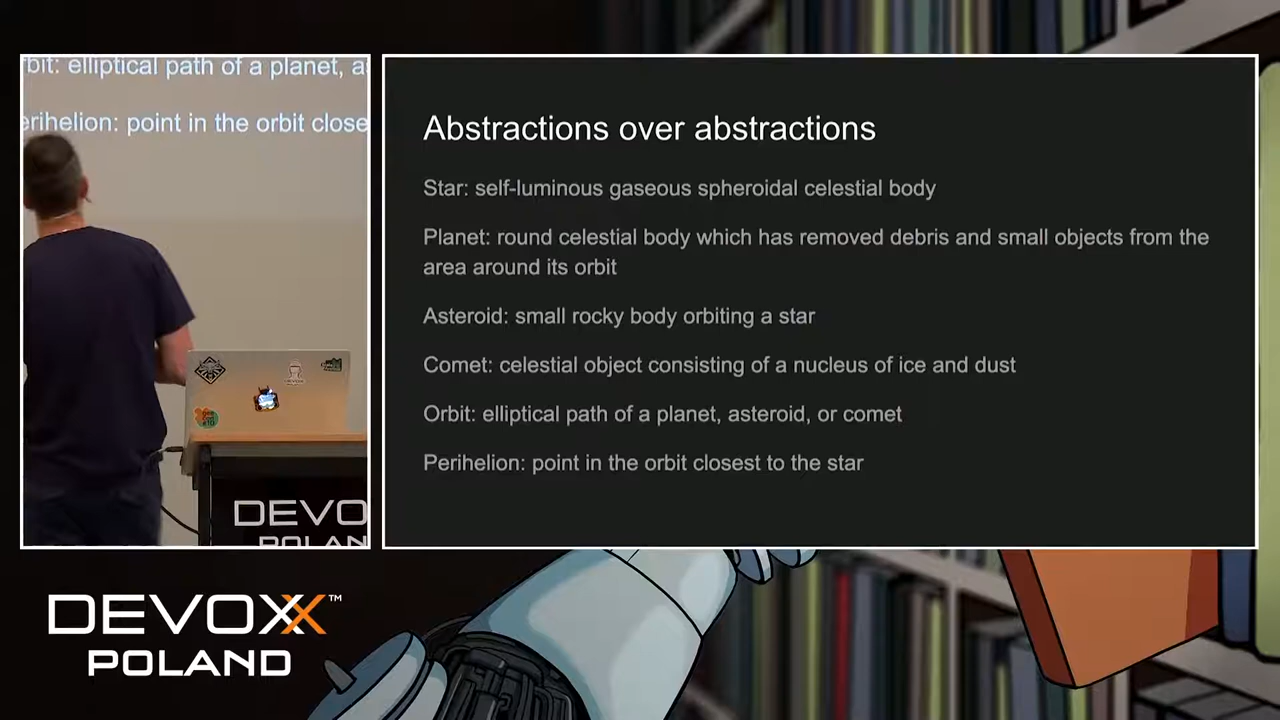 bit: elliptical path of a planet, a
erihelion: point in the orbit close
DEVO
POLAN
Abstractions over abstractions
Star: self-luminous gaseous spheroidal celestial body
Planet: round celestial body which has removed debris and small objects from the
area around its orbit
Asteroid: small rocky body orbiting a star
Comet: celestial object consisting of a nucleus of ice and dust
Orbit: elliptical path of a planet, asteroid, or comet
Perihelion: point in the orbit closest to the star
DEVOXX™
POLAND